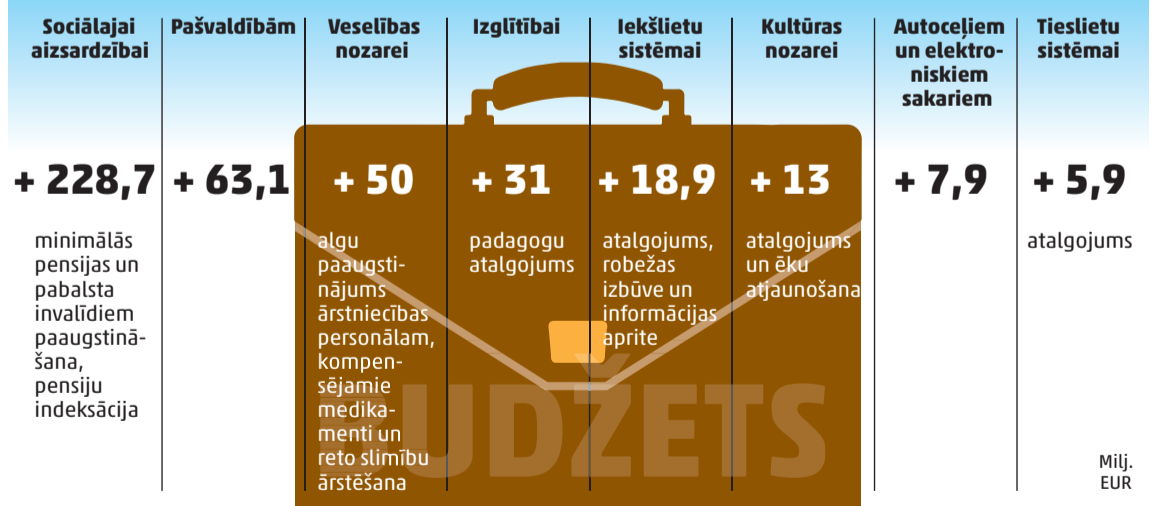 Sociālajai
aizsardzībai
+ 228,7
minimālās
pensijas un
pabalsta
invalīdiem
paaugstinā-
šana,
pensiju
indeksācija
Pašvaldībām
+ 63,1
Veselības
nozarei
+ 50
algu
paaugsti-
nājums
ārstniecības
personālam,
kompen-
sējamie
medika-
menti un
reto slimību
ārstēšana
Izglītībai
+ 31
padagogu
atalgojums
Iekšlietu
sistēmai
+ 18,9
atalgojums,
robežas
izbūve un
informācijas
aprite
Kultūras
nozarei
+ 13
atalgojums
un ēku
atjaunošana
Autoceļiem
un elektro-
niskiem
sakariem
+ 7,9
Tieslietu
sistēmai
+ 5,9
atalgojums
BUDŽETS
Milj.
EUR